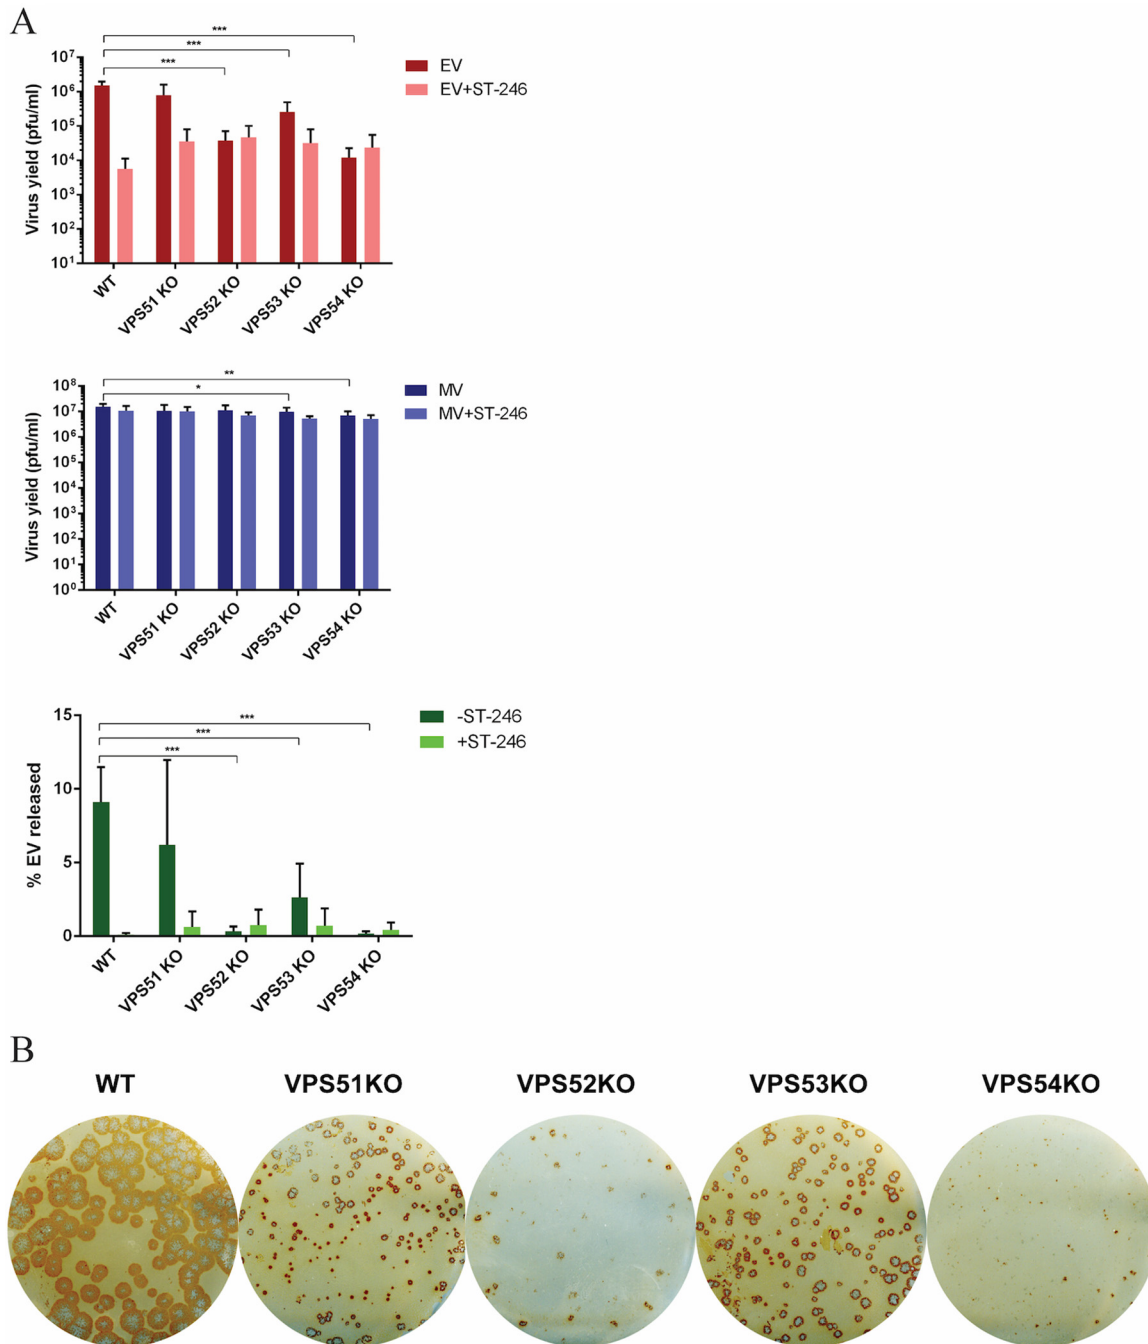 A
***
***
***
10⁷
10⁶
10⁵
10⁴
10³
10²
10¹
Virus yield (pfu/ml)
WT
VPS51 KO
VPS52 KO
VPS53 KO
VPS54 KO
EV
EV+ST-246
**
*
10⁸
10⁷
10⁶
10⁵
10⁴
10³
10²
10¹
10⁰
Virus yield (pfu/ml)
WT
VPS51 KO
VPS52 KO
VPS53 KO
VPS54 KO
MV
MV+ST-246
***
***
***
15
10
5
0
% EV released
WT
VPS51 KO
VPS52 KO
VPS53 KO
VPS54 KO
-ST-246
+ST-246
B
WT VPS51KO VPS52KO VPS53KO VPS54KO